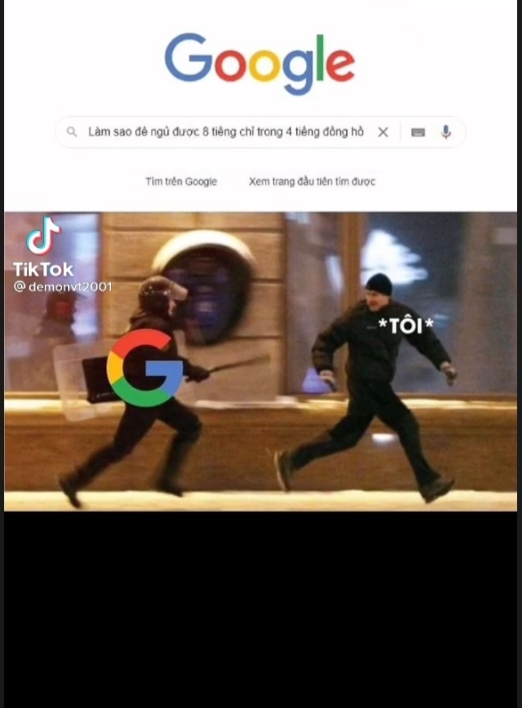 Google
Làm sao để ngủ được 8 tiếng chỉ trong 4 tiếng đồng hồ
Tìm trên Google
Xem trang đầu tiên tìm được
TikTok
@demonvt2001
*TÔI*
G